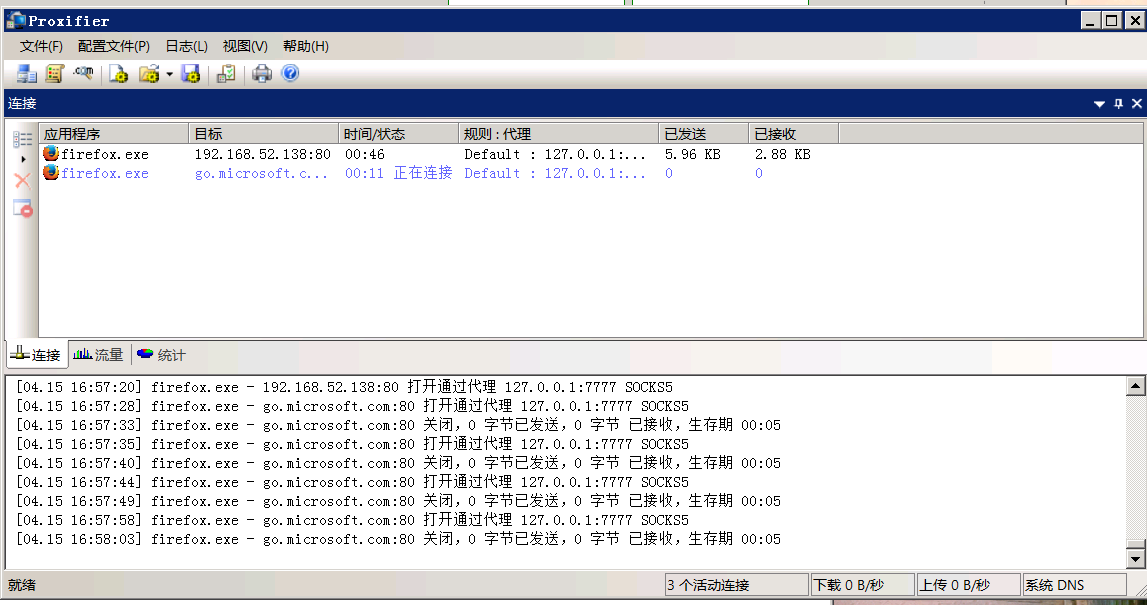 Proxifier
文件(F) 配置文件(P) 日志(L) 视图(V) 帮助(H)
连接
应用程序 目标 时间/状态 规则 : 代理 已发送 已接收
firefox.exe 192.168.52.138:80 00:46 Default : 127.0.0.1:... 5.96 KB 2.88 KB
firefox.exe go.microsoft.c... 00:11 正在连接 Default : 127.0.0.1:... 0 0
连接 流量 统计
[04.15 16:57:20] firefox.exe - 192.168.52.138:80 打开通过代理 127.0.0.1:7777 SOCKS5
[04.15 16:57:28] firefox.exe - go.microsoft.com:80 打开通过代理 127.0.0.1:7777 SOCKS5
[04.15 16:57:33] firefox.exe - go.microsoft.com:80 关闭，0 字节已发送，0 字节 已接收，生存期 00:05
[04.15 16:57:35] firefox.exe - go.microsoft.com:80 打开通过代理 127.0.0.1:7777 SOCKS5
[04.15 16:57:40] firefox.exe - go.microsoft.com:80 关闭，0 字节已发送，0 字节 已接收，生存期 00:05
[04.15 16:57:44] firefox.exe - go.microsoft.com:80 打开通过代理 127.0.0.1:7777 SOCKS5
[04.15 16:57:49] firefox.exe - go.microsoft.com:80 关闭，0 字节已发送，0 字节 已接收，生存期 00:05
[04.15 16:57:58] firefox.exe - go.microsoft.com:80 打开通过代理 127.0.0.1:7777 SOCKS5
[04.15 16:58:03] firefox.exe - go.microsoft.com:80 关闭，0 字节已发送，0 字节 已接收，生存期 00:05
就绪 3 个活动连接 下载 0 B/秒 上传 0 B/秒 系统 DNS